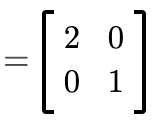 = [ 2 0
0 1 ]